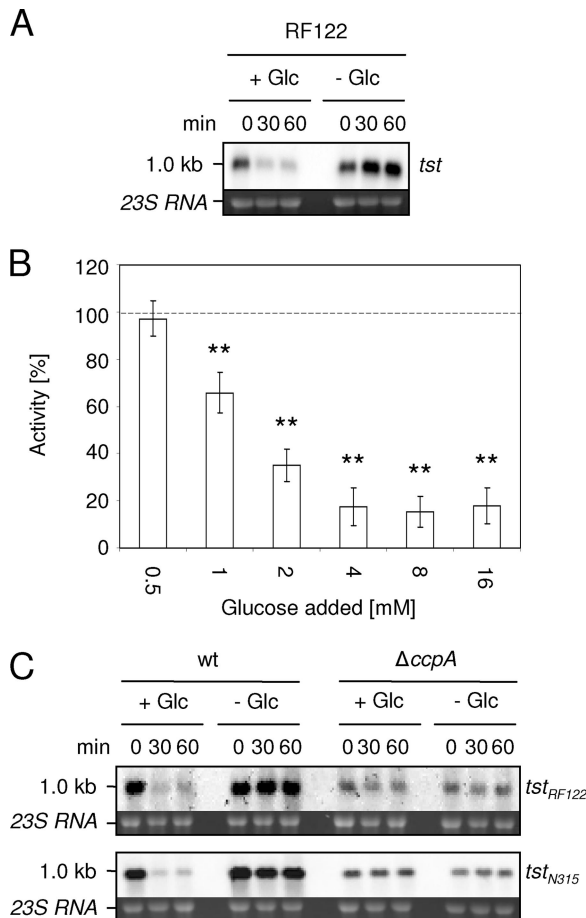 A
RF122
+ Glc - Glc
min 0 30 60 0 30 60
1.0 kb tst
23S RNA
B
120
100
80
60
40
20
0
Activity [%]
** ** ** ** **
0.5 1 2 4 8 16
Glucose added [mM]
C
wt ΔccpA
+ Glc - Glc + Glc - Glc
min 0 30 60 0 30 60 0 30 60 0 30 60
1.0 kb tstRF122
23S RNA
1.0 kb tstN315
23S RNA